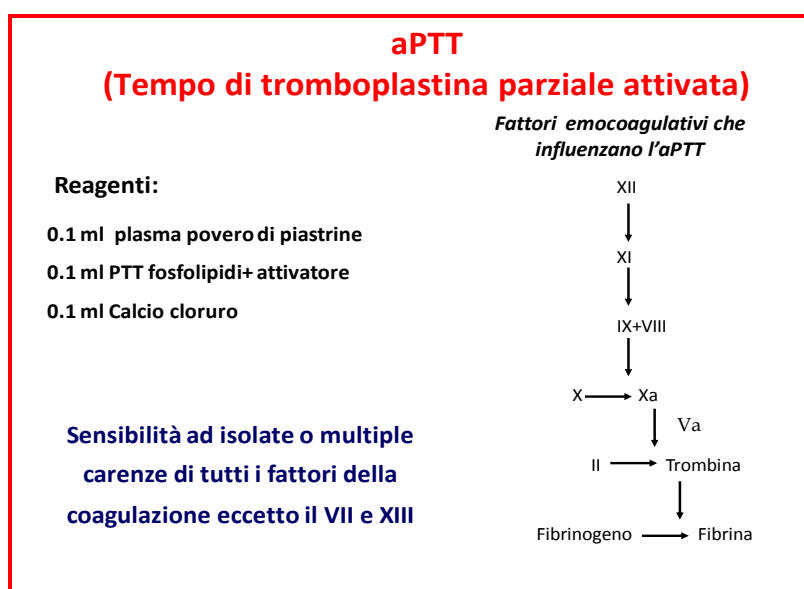 aPTT
(Tempo di tromboplastina parziale attivata)
Fattori emocoagulativi che
influenzano l'aPTT
Reagenti:
0.1 ml plasma povero di piastrine
0.1 ml PTT fosfolipidi+ attivatore
0.1 ml Calcio cloruro
Sensibilità ad isolate o multiple
carenze di tutti i fattori della
coagulazione eccetto il VII e XIII
XII
XI
IX+VIII
X Xa
Va
II Trombina
Fibrinogeno Fibrina